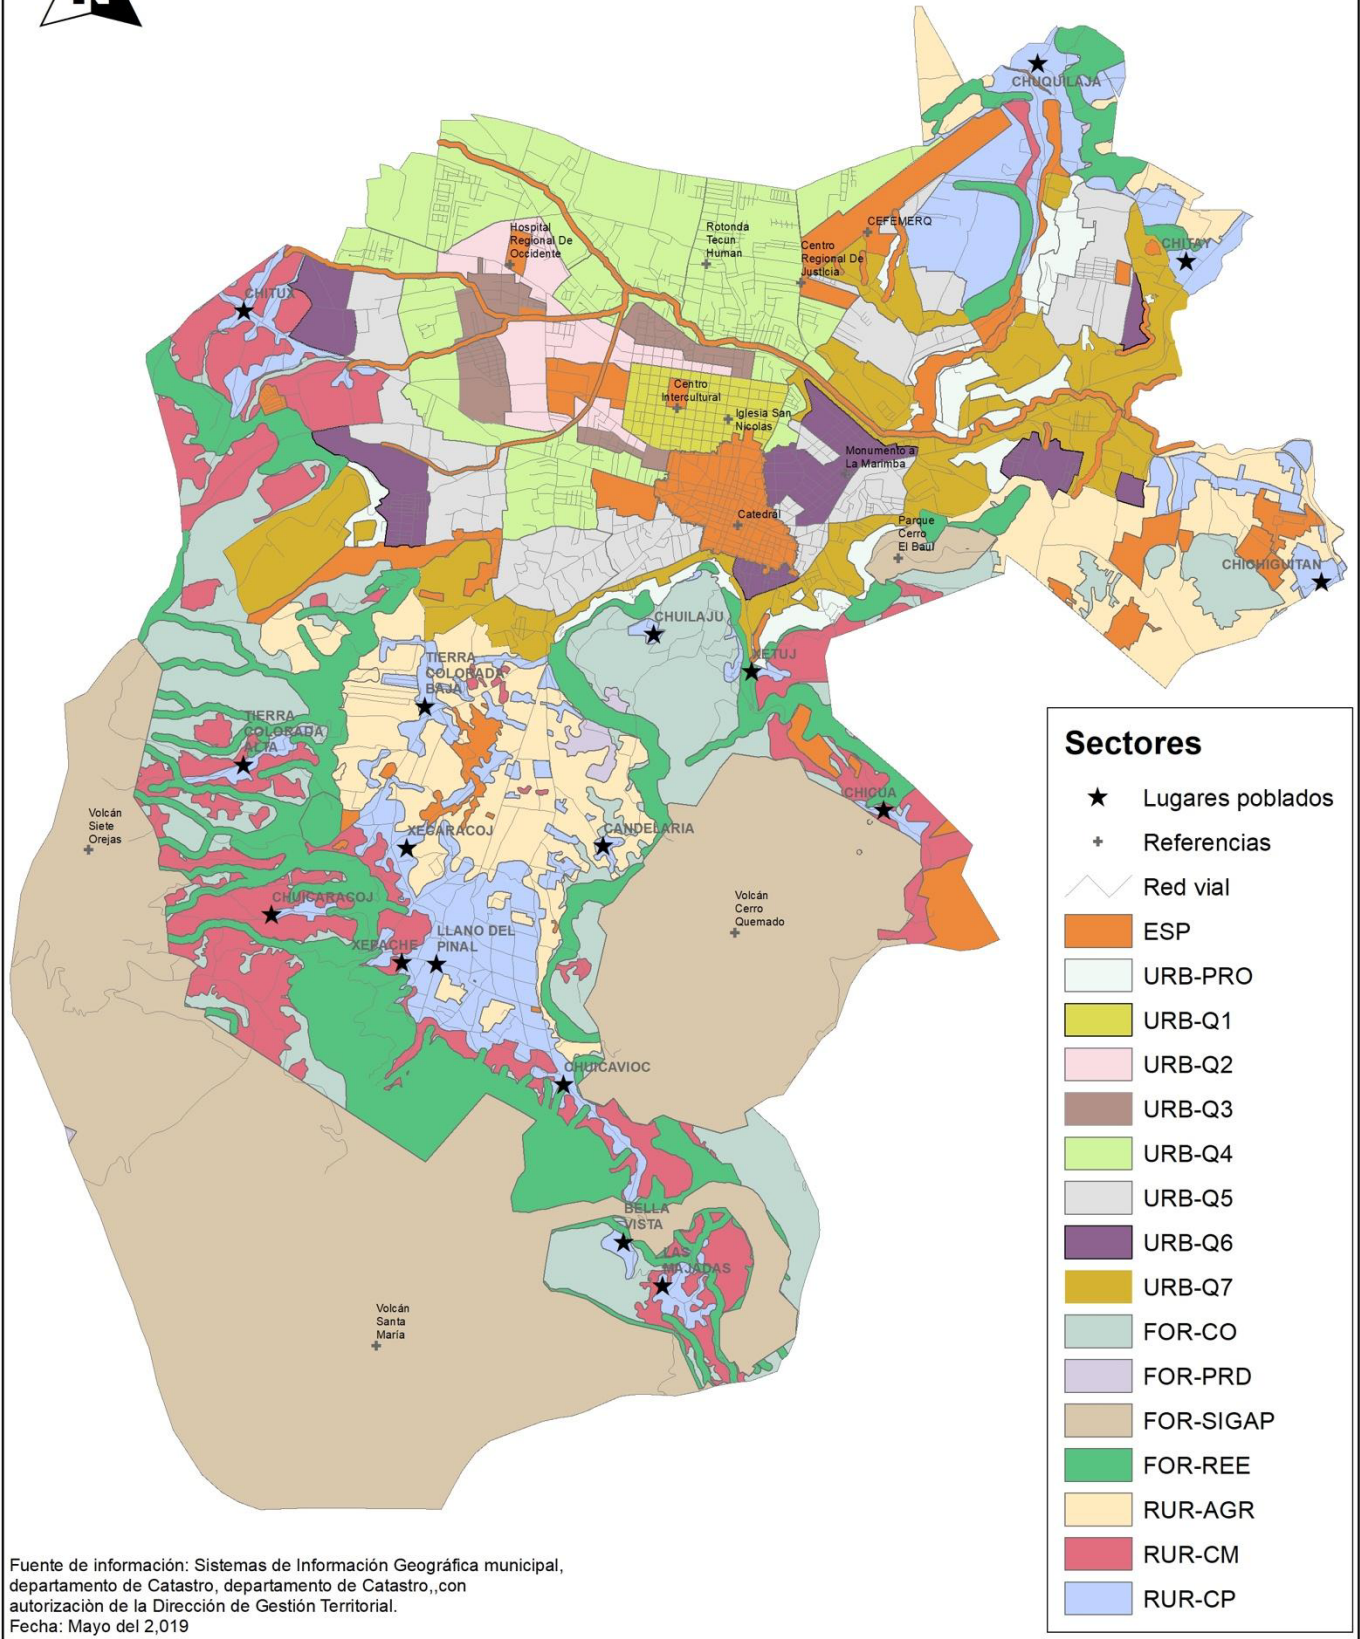 N
CHUQUILAJA
CHITAY
CEFEMERQ
Hospital
Regional De
Occidente
Rotonda
Tecun
Human
Centro
Regional De
Justicia
CHITUX
Centro
Intercultural
Iglesia San
Nicolas
Monumento a
La Marimba
Catedral
Parque
Cerro
El Baul
CHICHIGUITAN
CHUILAJU
XETUJ
TIERRA
COLORADA
BAJA
TIERRA
COLORADA
ALTA
Volcán
Siete
Orejas
CHICUA
XECARACOJ
CANDELARIA
CHUICARACOJ
Volcán
Cerro
Quemado
LLANO DEL
PINAL
XEPACHE
CHUICAVIOC
BELLA
VISTA
LAS
MAJADAS
Volcán
Santa
María
Sectores
Lugares poblados
Referencias
Red vial
ESP
URB-PRO
URB-Q1
URB-Q2
URB-Q3
URB-Q4
URB-Q5
URB-Q6
URB-Q7
FOR-CO
FOR-PRD
FOR-SIGAP
FOR-REE
RUR-AGR
RUR-CM
RUR-CP
Fuente de información: Sistemas de Información Geográfica municipal,
departamento de Catastro, departamento de Catastro,,con
autorizaciòn de la Dirección de Gestión Territorial.
Fecha: Mayo del 2,019